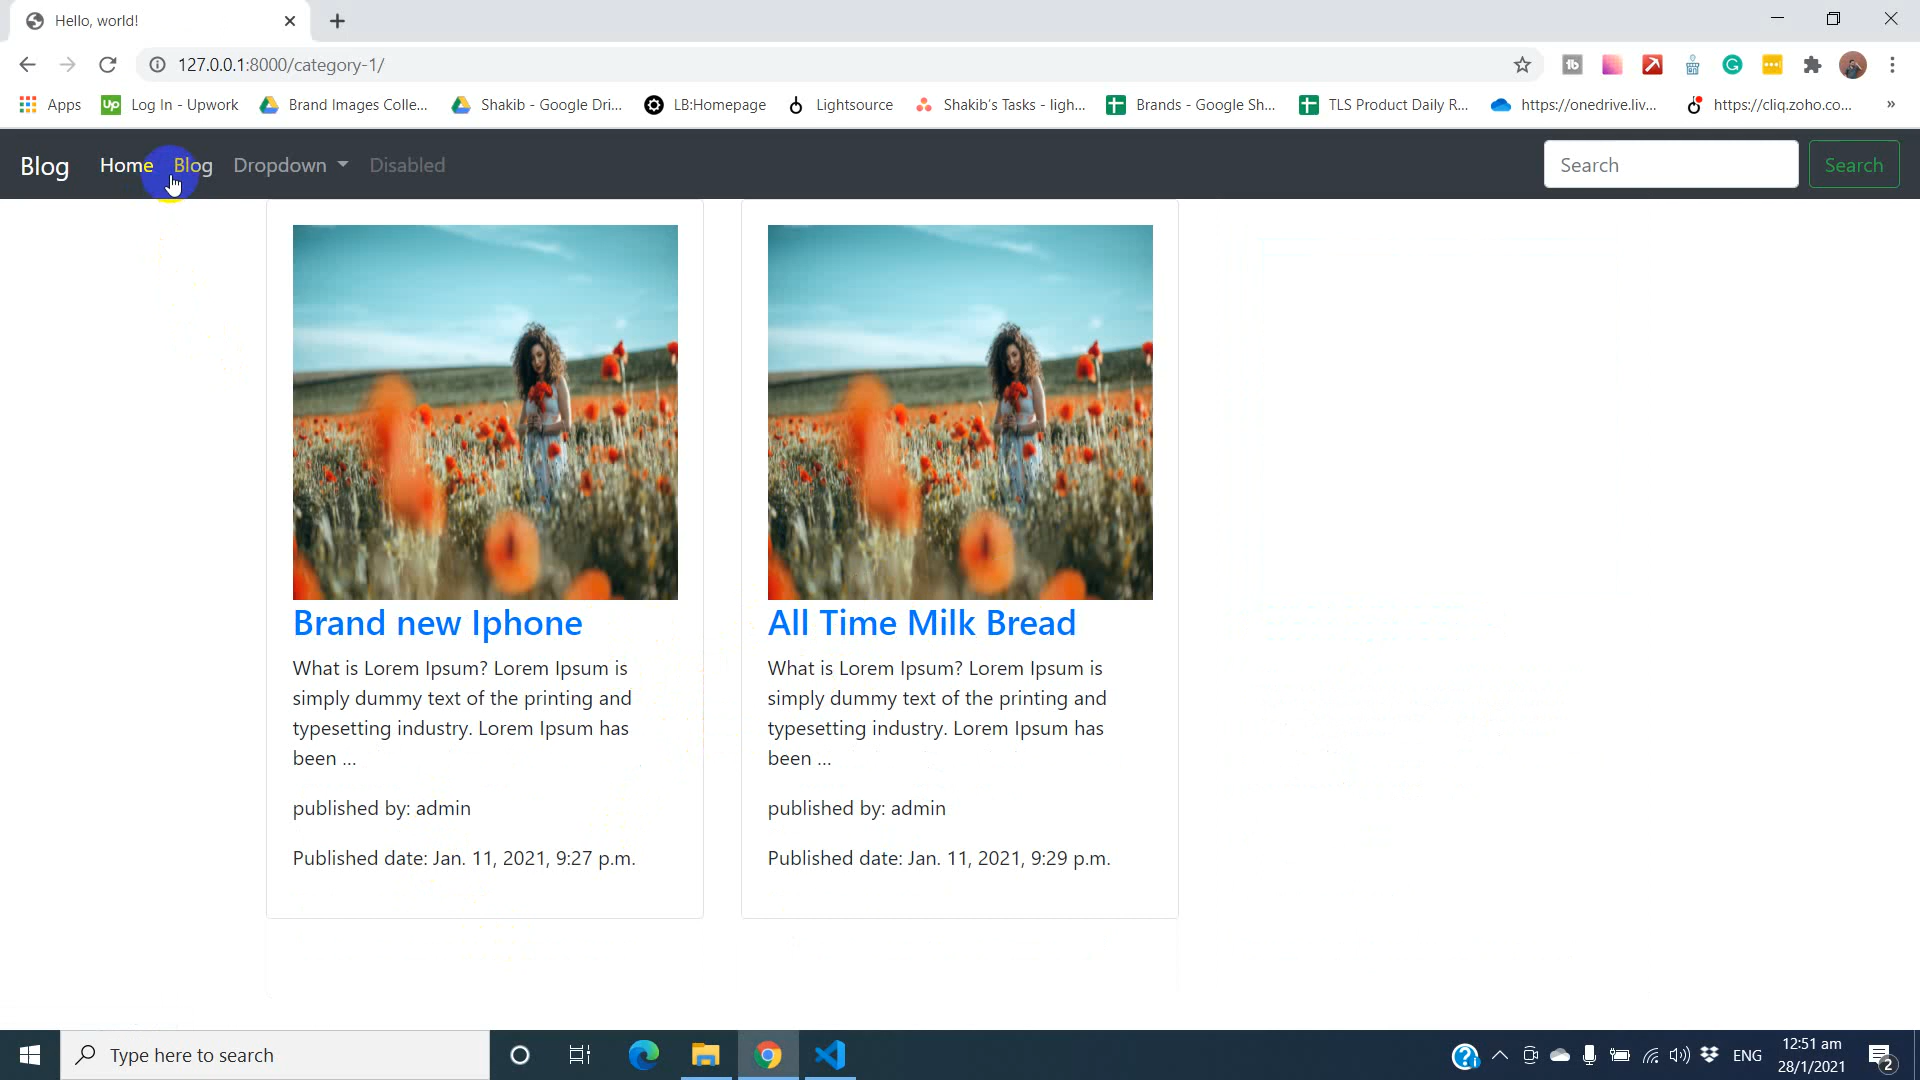 Hello, world!
127.0.0.1:8000/category-1/
Apps Log In - Upwork Brand Images Colle... Shakib - Google Dri... LB:Homepage Lightsource Shakib's Tasks - ligh... Brands - Google Sh... TLS Product Daily R... https://onedrive.liv... https://cliq.zoho.co... »
Blog Home Blog Dropdown Disabled Search Search
Brand new Iphone
What is Lorem Ipsum? Lorem Ipsum is
simply dummy text of the printing and
typesetting industry. Lorem Ipsum has
been ...
published by: admin
Published date: Jan. 11, 2021, 9:27 p.m.
All Time Milk Bread
What is Lorem Ipsum? Lorem Ipsum is
simply dummy text of the printing and
typesetting industry. Lorem Ipsum has
been ...
published by: admin
Published date: Jan. 11, 2021, 9:29 p.m.
Type here to search
ENG
12:51 am
28/1/2021
2